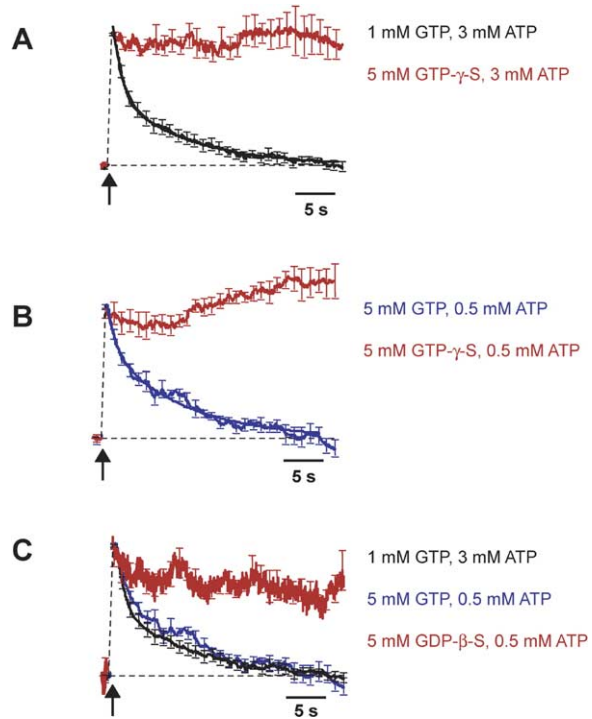 A
1 mM GTP, 3 mM ATP
5 mM GTP-γ-S, 3 mM ATP
5 s
B
5 mM GTP, 0.5 mM ATP
5 mM GTP-γ-S, 0.5 mM ATP
5 s
C
1 mM GTP, 3 mM ATP
5 mM GTP, 0.5 mM ATP
5 mM GDP-β-S, 0.5 mM ATP
5 s